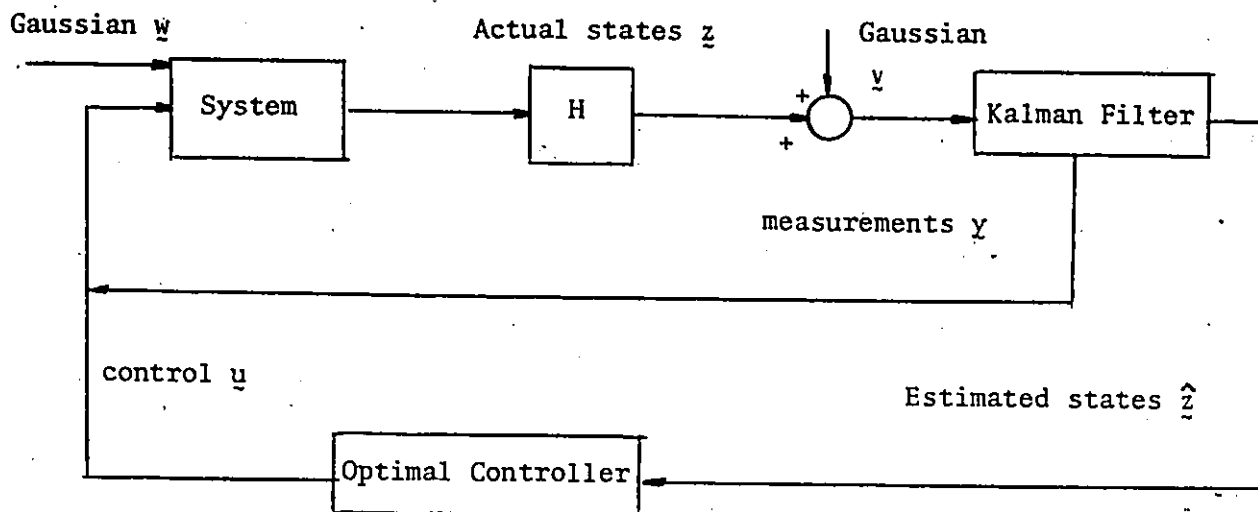 Gaussian w
Actual states z
Gaussian
v
System
H
+
+
Kalman Filter
measurements y
control u
Estimated states ẑ
Optimal Controller